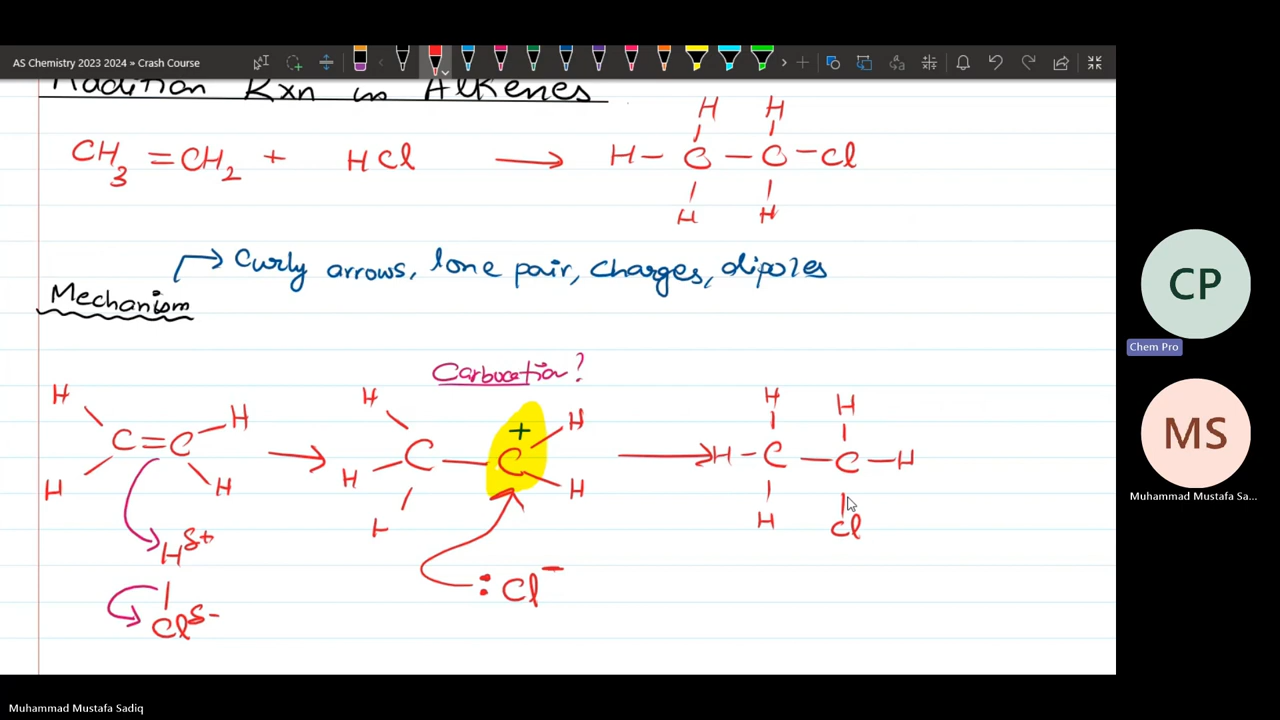 AS Chemistry 2023 2024 » Crash Course
Addition Rxn in Alkenes
H H
CH3 = CH2 + HCl → H - C - C - Cl
H H
→ Curly arrows, lone pair, charges, dipoles
Mechanism
Carbocation?
H H H H
H + H
C = C → C - C → H - C - C - H
H H H H
H H Cl
H δ+
: Cl −
Cl δ−
CP
Chem Pro
MS
Muhammad Mustafa Sa...
Muhammad Mustafa Sadiq